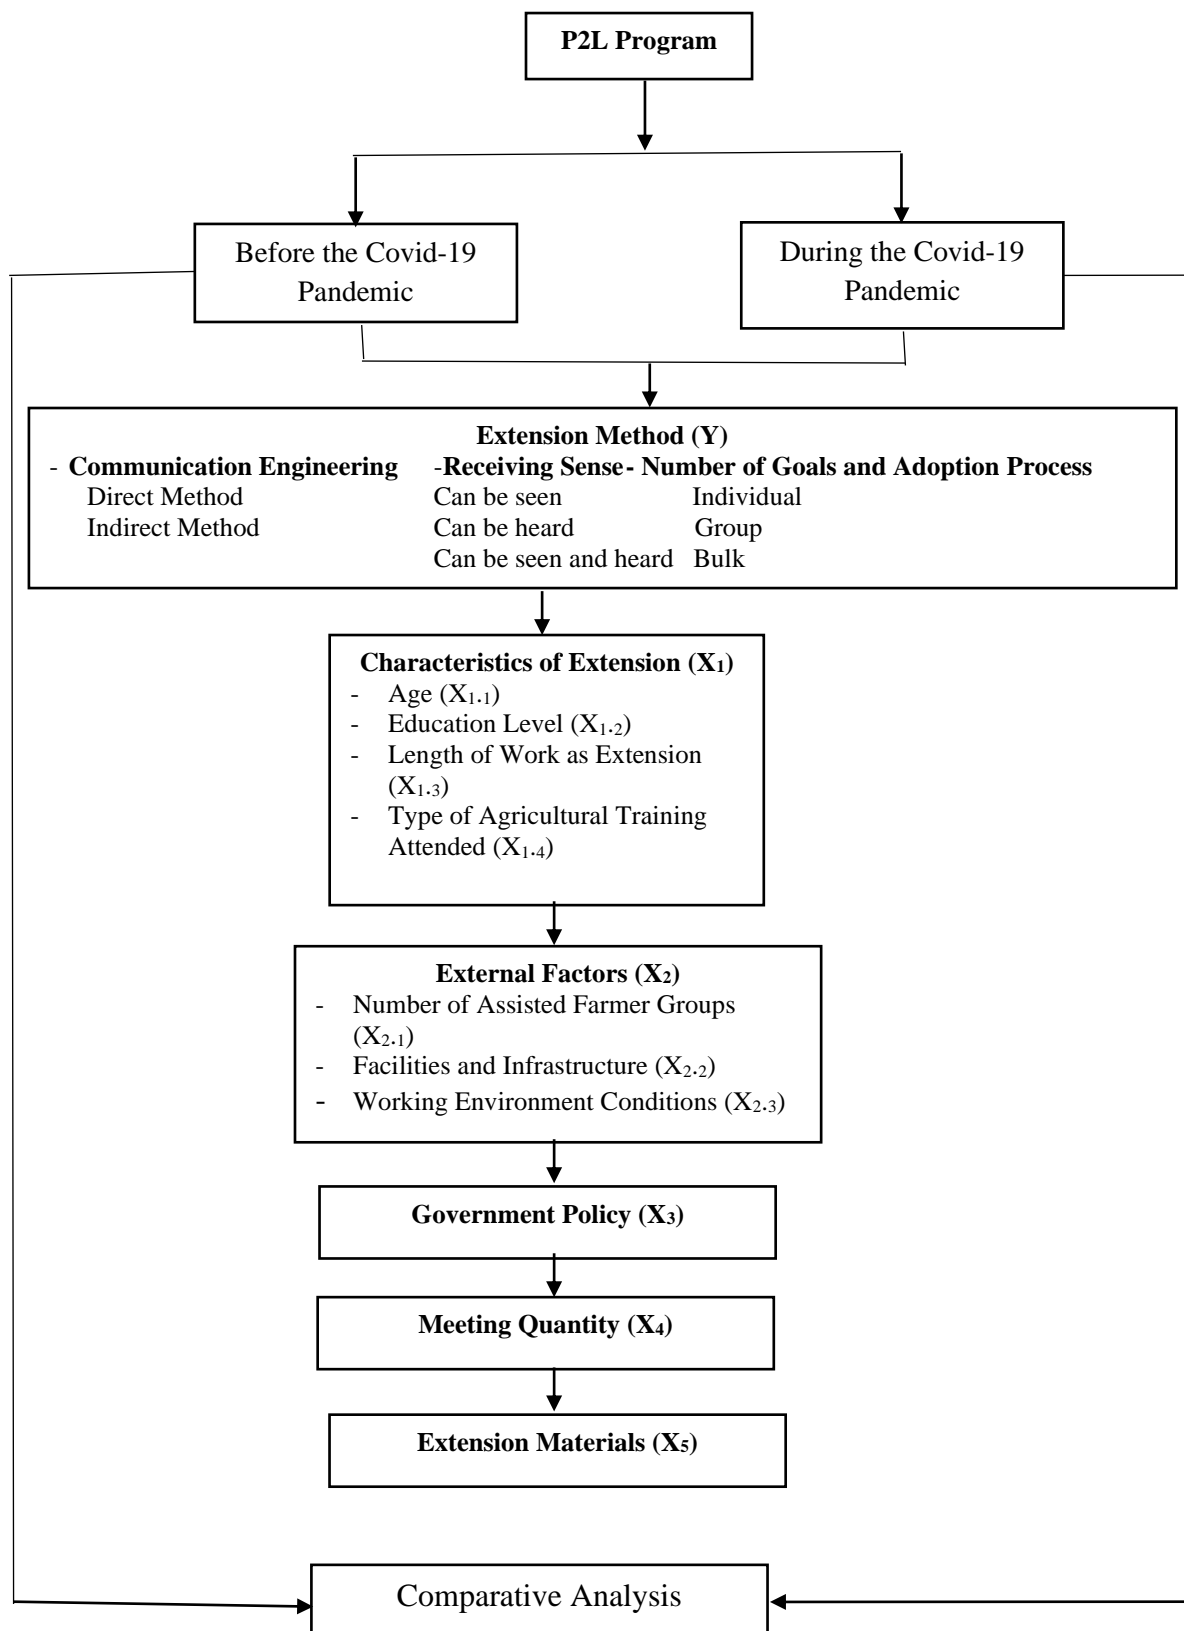 P2L Program
Before the Covid-19
Pandemic
During the Covid-19
Pandemic
Extension Method (Y)
- Communication Engineering -Receiving Sense- Number of Goals and Adoption Process
Direct Method Can be seen Individual
Indirect Method Can be heard Group
Can be seen and heard Bulk
Characteristics of Extension (X1)
- Age (X1.1)
- Education Level (X1.2)
- Length of Work as Extension
(X1.3)
- Type of Agricultural Training
Attended (X1.4)
External Factors (X2)
- Number of Assisted Farmer Groups
(X2.1)
- Facilities and Infrastructure (X2.2)
- Working Environment Conditions (X2.3)
Government Policy (X3)
Meeting Quantity (X4)
Extension Materials (X5)
Comparative Analysis